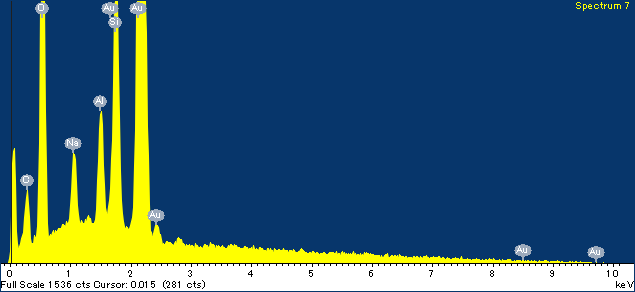 Spectrum 7
O Au Au
Si
Al
Na
C
Au
Au Au
0 1 2 3 4 5 6 7 8 9 10
Full Scale 1536 cts Cursor: 0.015 (281 cts) keV